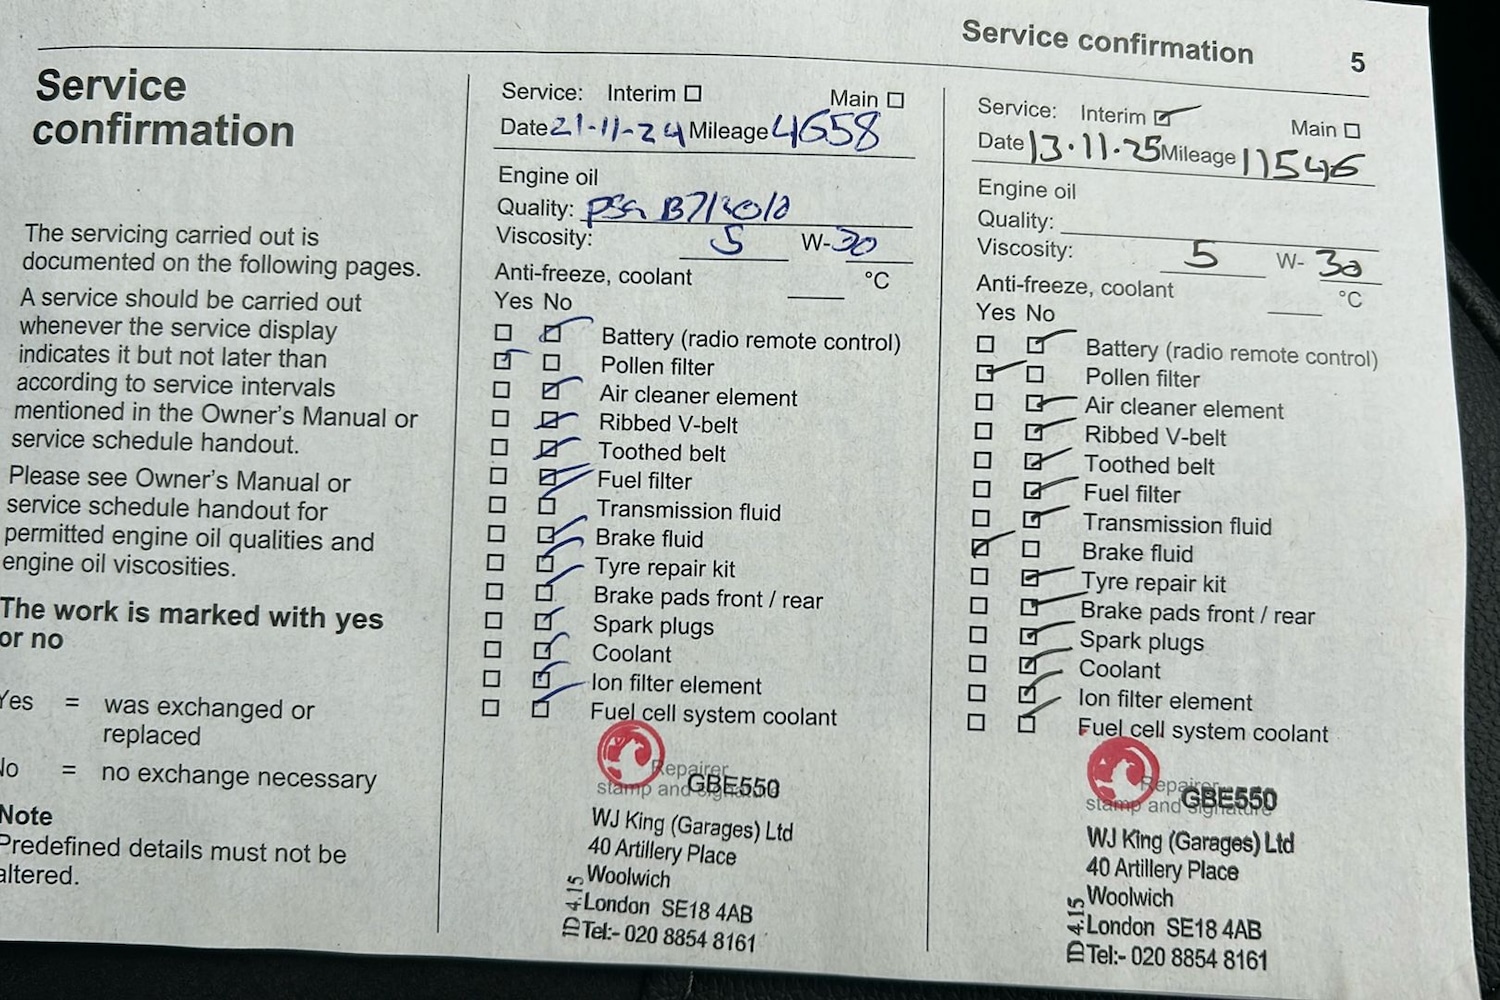 Service confirmation 5
Service
confirmation
The servicing carried out is
documented on the following pages.
A service should be carried out
whenever the service display
indicates it but not later than
according to service intervals
mentioned in the Owner's Manual or
service schedule handout.
Please see Owner's Manual or
service schedule handout for
permitted engine oil qualities and
engine oil viscosities.
The work is marked with yes
or no
Yes = was exchanged or
replaced
No = no exchange necessary
Note
Predefined details must not be
altered.
Service: Interim Main
Date 21-11-24 Mileage 4658
Engine oil
Quality: PSA B71
Viscosity: 5 W-30
Anti-freeze, coolant °C
Yes No
Battery (radio remote control)
Pollen filter
Air cleaner element
Ribbed V-belt
Toothed belt
Fuel filter
Transmission fluid
Brake fluid
Tyre repair kit
Brake pads front / rear
Spark plugs
Coolant
Ion filter element
Fuel cell system coolant
Repairer
stamp and signature
GBE550
WJ King (Garages) Ltd
40 Artillery Place
Woolwich
London SE18 4AB
Tel:- 020 8854 8161
ID 4.15
Service: Interim Main
Date 13.11.25 Mileage 11546
Engine oil
Quality:
Viscosity: 5 W- 30
Anti-freeze, coolant °C
Yes No
Battery (radio remote control)
Pollen filter
Air cleaner element
Ribbed V-belt
Toothed belt
Fuel filter
Transmission fluid
Brake fluid
Tyre repair kit
Brake pads front / rear
Spark plugs
Coolant
Ion filter element
Fuel cell system coolant
Repairer
stamp and signature
GBE550
WJ King (Garages) Ltd
40 Artillery Place
Woolwich
London SE18 4AB
Tel:- 020 8854 8161
ID 4.15